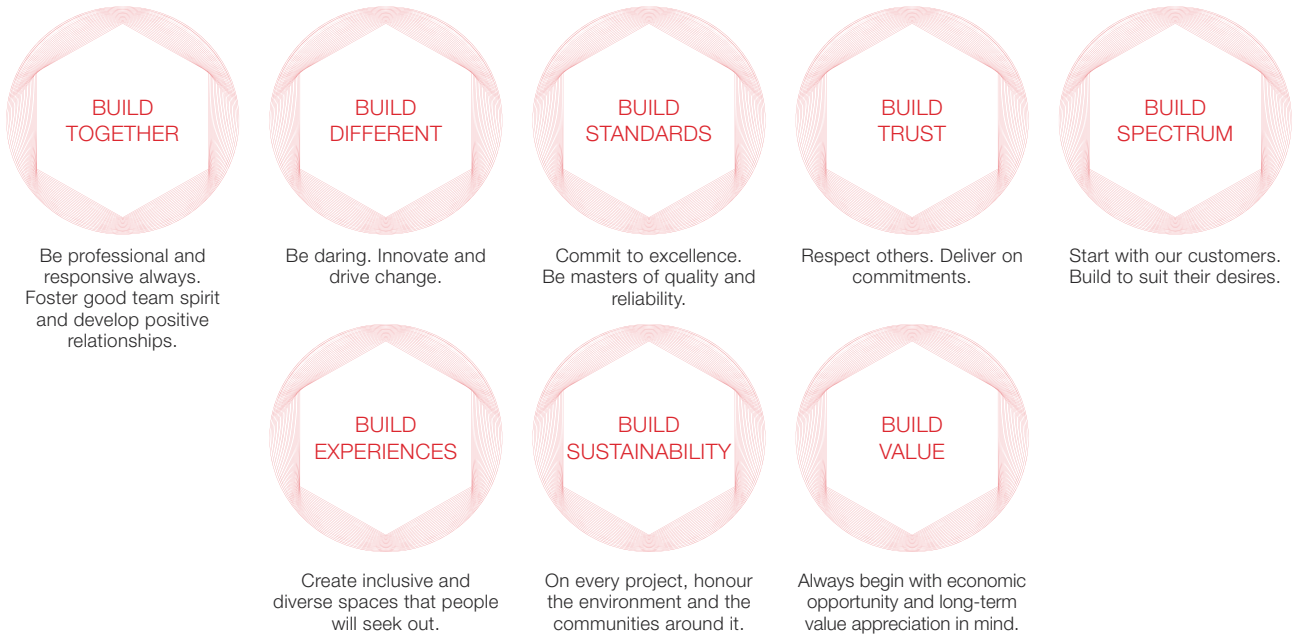 BUILD
TOGETHER
Be professional and
responsive always.
Foster good team spirit
and develop positive
relationships.
BUILD
DIFFERENT
Be daring. Innovate and
drive change.
BUILD
STANDARDS
Commit to excellence.
Be masters of quality and
reliability.
BUILD
TRUST
Respect others. Deliver on
commitments.
BUILD
SPECTRUM
Start with our customers.
Build to suit their desires.
BUILD
EXPERIENCES
Create inclusive and
diverse spaces that people
will seek out.
BUILD
SUSTAINABILITY
On every project, honour
the environment and the
communities around it.
BUILD
VALUE
Always begin with economic
opportunity and long-term
value appreciation in mind.